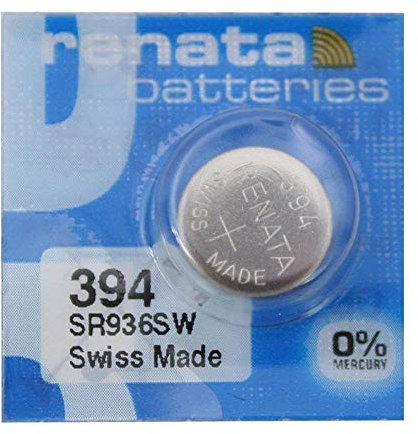 renata
batteries
394
RENATA
SWISS + MADE
394
SR936SW
Swiss Made
0%
MERCURY